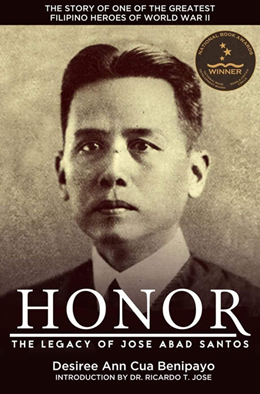 THE STORY OF ONE OF THE GREATEST
FILIPINO HEROES OF WORLD WAR II
NATIONAL BOOK AWARDS
WINNER
HONOR
THE LEGACY OF JOSE ABAD SANTOS
Desiree Ann Cua Benipayo
INTRODUCTION BY DR. RICARDO T. JOSE